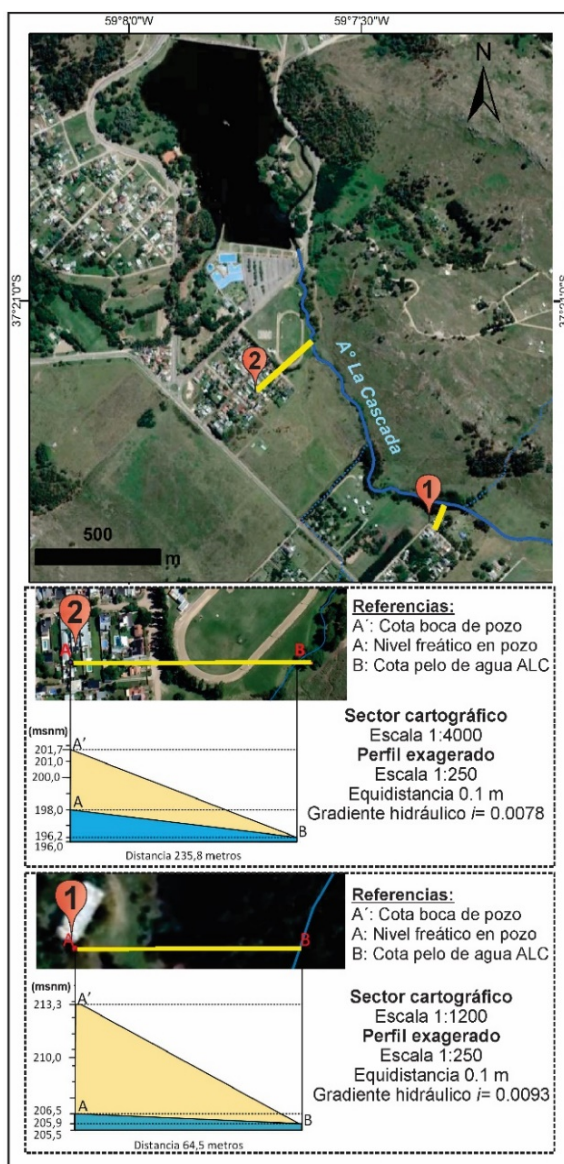 59°8'0"W
59°7'30"W
N
37°21'0"S
37°21'0"S
2
A° La Cascada
1
500
m
2
A
B
Referencias:
A´: Cota boca de pozo
A: Nivel freático en pozo
B: Cota pelo de agua ALC
Sector cartográfico
Escala 1:4000
Perfil exagerado
Escala 1:250
Equidistancia 0.1 m
Gradiente hidráulico i= 0.0078
(msnm)
201,7
A'
201,0
200,0
198,0
A
196,2
B
196,0
Distancia 235,8 metros
1
A
B
Referencias:
A´: Cota boca de pozo
A: Nivel freático en pozo
B: Cota pelo de agua ALC
Sector cartográfico
Escala 1:1200
Perfil exagerado
Escala 1:250
Equidistancia 0.1 m
Gradiente hidráulico i= 0.0093
(msnm)
213,3
A'
210,0
206,5
A
205,9
B
205,5
Distancia 64,5 metros